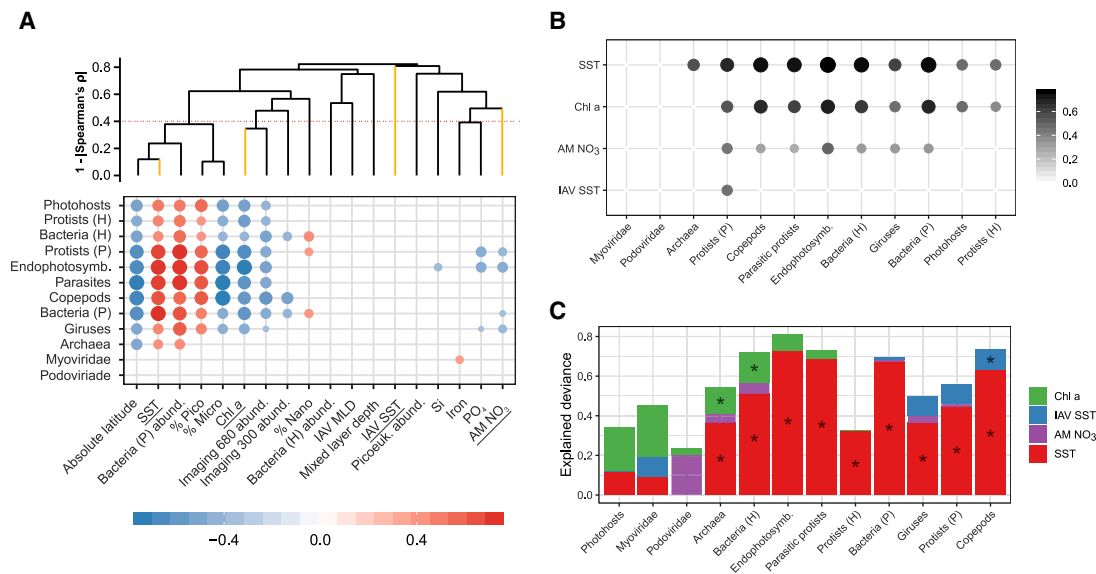 A
1 - |Spearman's ρ|
0.8
0.6
0.4
0.2
0.0
Photohosts
Protists (H)
Bacteria (H)
Protists (P)
Endophotosymb.
Parasites
Copepods
Bacteria (P)
Giruses
Archaea
Myoviridae
Podoviriade
Absolute latitude
SST
Bacteria (P) abund.
% Pico
% Micro
Chl a
Imaging 680 abund.
Imaging 300 abund.
% Nano
Bacteria (H) abund.
IAV MLD
Mixed layer depth
IAV SST
Picoeuk. abund.
Si
Iron
PO4
AM NO3
−0.4
0.0
0.4
B
SST
Chl a
AM NO3
IAV SST
Myoviridae
Podoviridae
Archaea
Protists (P)
Copepods
Parasitic protists
Endophotosymb.
Bacteria (H)
Giruses
Bacteria (P)
Photohosts
Protists (H)
0.6
0.4
0.2
0.0
C
Explained deviance
0.8
0.6
0.4
0.2
0.0
* * * * * * * * * * * *
Photohosts
Myoviridae
Podoviridae
Archaea
Bacteria (H)
Endophotosymb.
Parasitic protists
Protists (H)
Bacteria (P)
Giruses
Protists (P)
Copepods
Chl a
IAV SST
AM NO3
SST